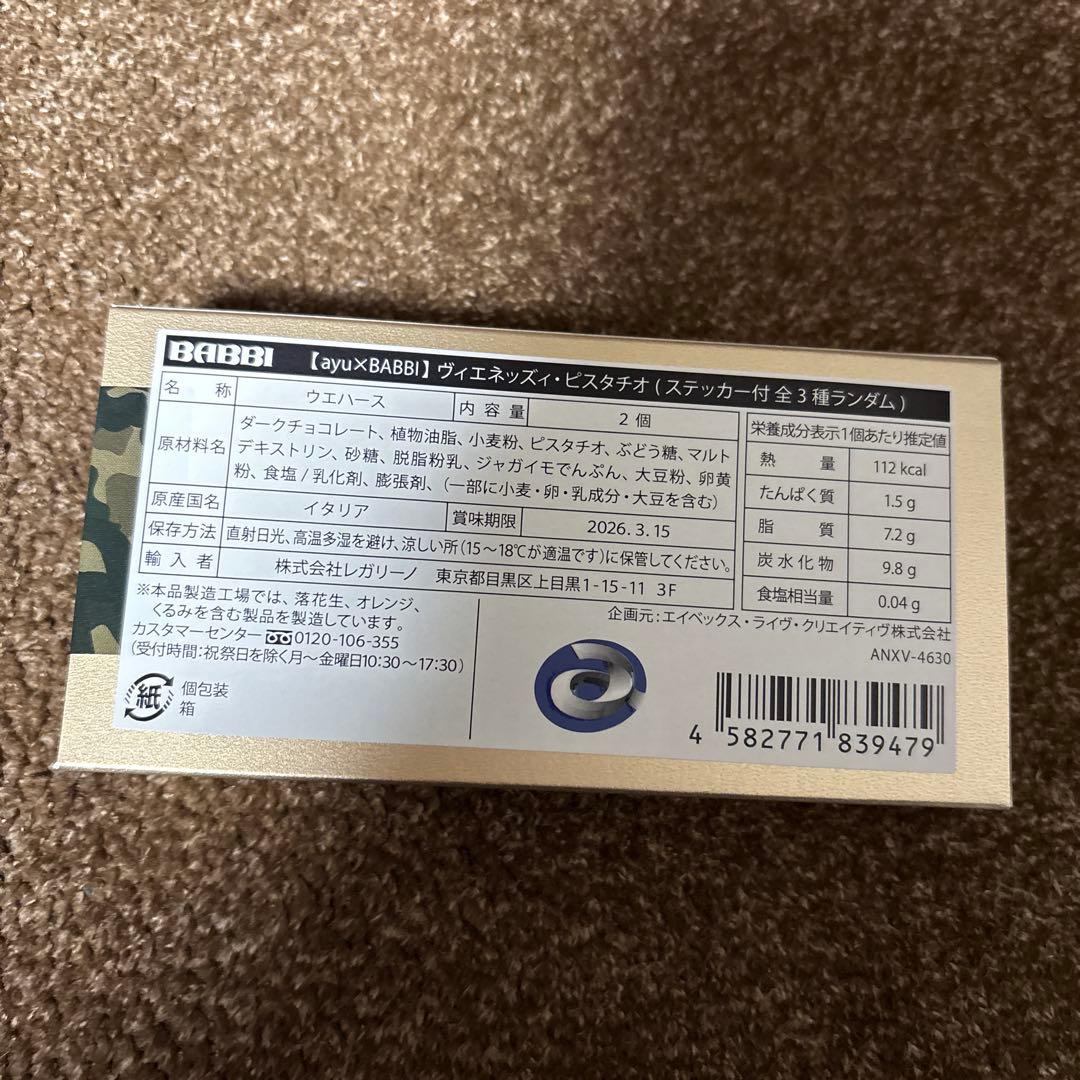 BABBI 【ayu×BABBI】ヴィエネッズィ・ピスタチオ(ステッカー付 全3種ランダム)
名 称 ウエハース 内容量 2個
原材料名 ダークチョコレート、植物油脂、小麦粉、ピスタチオ、ぶどう糖、マルト
デキストリン、砂糖、脱脂粉乳、ジャガイモでんぷん、大豆粉、卵黄
粉、食塩/乳化剤、膨張剤、(一部に小麦・卵・乳成分・大豆を含む)
原産国名 イタリア 賞味期限 2026.3.15
保存方法 直射日光、高温多湿を避け、涼しい所(15~18℃が適温です)に保管してください。
輸入者 株式会社レガリーノ 東京都目黒区上目黒1-15-11 3F
栄養成分表示1個あたり推定値
熱 量 112 kcal
たんぱく質 1.5 g
脂 質 7.2 g
炭水化物 9.8 g
食塩相当量 0.04 g
※本品製造工場では、落花生、オレンジ、
くるみを含む製品を製造しています。
カスタマーセンター 0120-106-355
(受付時間:祝祭日を除く月~金曜日10:30~17:30)
紙 個包装
箱
企画元:エイベックス・ライヴ・クリエイティヴ株式会社
ANXV-4630
4 582771 839479